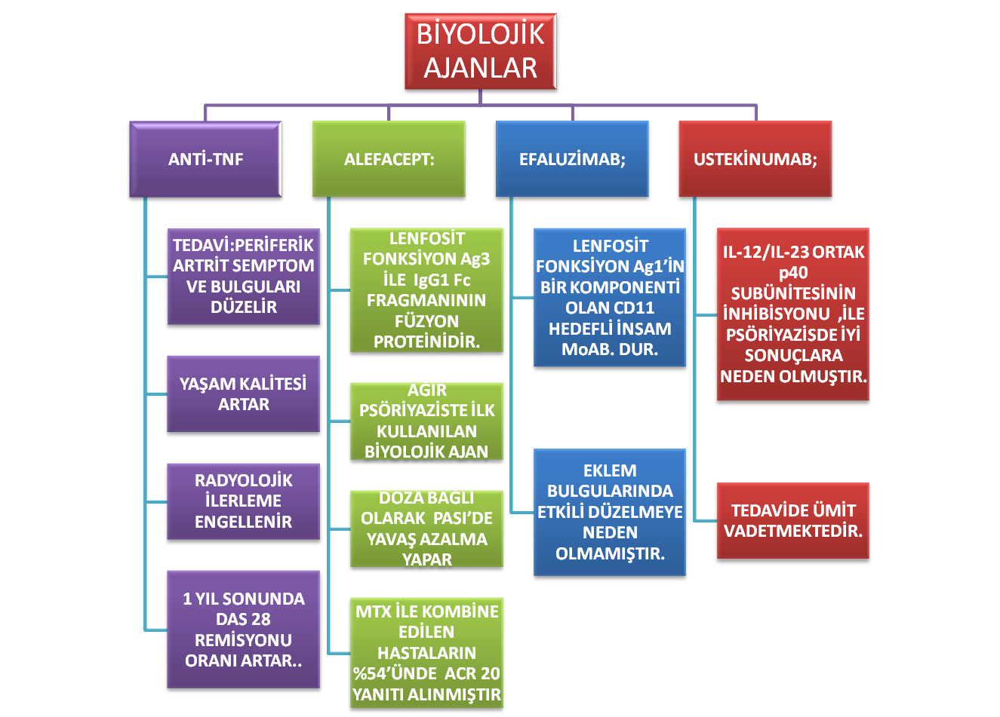 BİYOLOJİK
AJANLAR
ANTİ-TNF
TEDAVİ:PERİFERİK
ARTRİT SEMPTOM
VE BULGULARI
DÜZELİR
YAŞAM KALİTESİ
ARTAR
RADYOLOJİK
İLERLEME
ENGELLENİR
1 YIL SONUNDA
DAS 28
REMİSYONU
ORANI ARTAR..
ALEFACEPT:
LENFOSİT
FONKSİYON Ag3
İLE IgG1 Fc
FRAGMANININ
FÜZYON
PROTEİNİDİR.
AĞIR
PSÖRİYAZİSTE İLK
KULLANILAN
BİYOLOJİK AJAN
DOZA BAĞLI
OLARAK PASI'DE
YAVAŞ AZALMA
YAPAR
MTX İLE KOMBİNE
EDİLEN
HASTALARIN
%54'ÜNDE ACR 20
YANITI ALINMIŞTIR
EFALUZİMAB;
LENFOSİT
FONKSİYON Ag1'İN
BİR KOMPONENTİ
OLAN CD11
HEDEFLİ İNSAM
MoAB. DUR.
EKLEM
BULGULARINDA
ETKİLİ DÜZELMEYE
NEDEN
OLMAMIŞTIR.
USTEKİNUMAB;
IL-12/IL-23 ORTAK
p40
SUBÜNİTESİNİN
İNHİBİSYONU ,İLE
PSÖRİYAZİSDE İYİ
SONUÇLARA
NEDEN OLMUŞTIR.
TEDAVİDE ÜMİT
VADETMEKTEDİR.